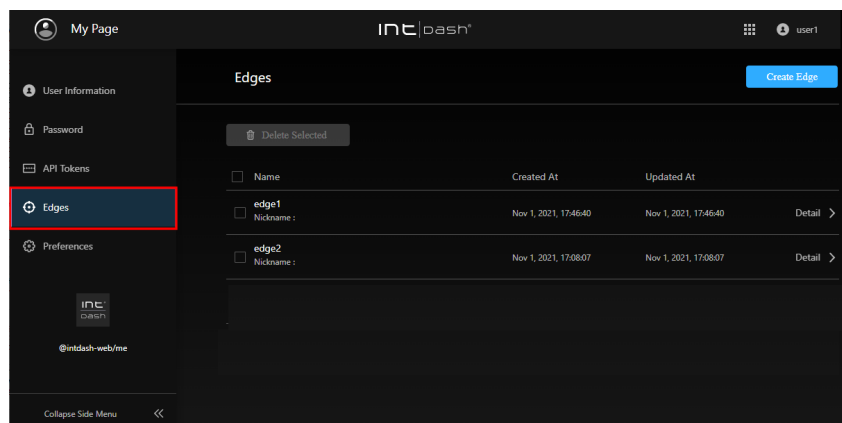 My Page
intdash
user1
User Information
Password
API Tokens
Edges
Preferences
int
dash
@intdash-web/me
Collapse Side Menu
Edges
Create Edge
Delete Selected
Name Created At Updated At
edge1
Nickname : Nov 1, 2021, 17:46:40 Nov 1, 2021, 17:46:40 Detail
edge2
Nickname : Nov 1, 2021, 17:08:07 Nov 1, 2021, 17:08:07 Detail